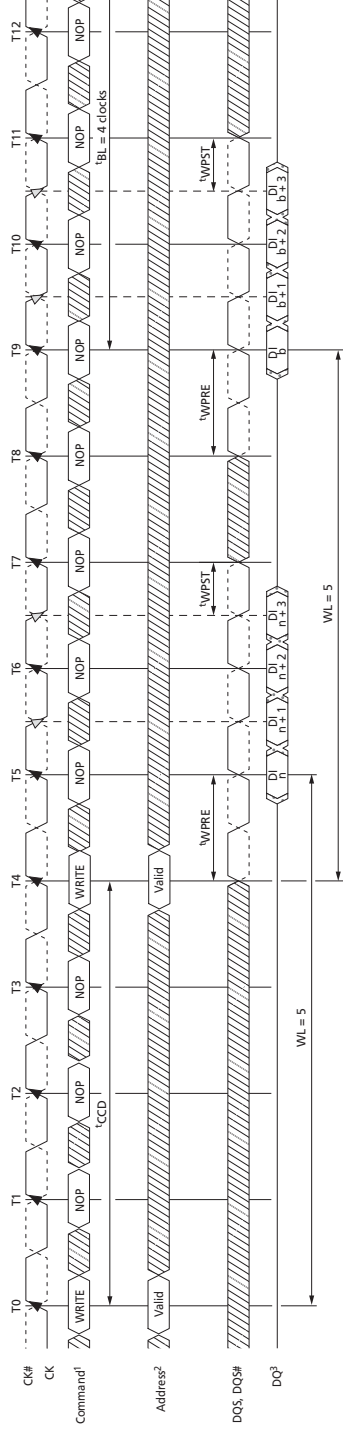 T0 T1 T2 T3 T4 T5 T6 T7 T8 T9 T10 T11 T12
CK#
CK
Command¹ WRITE NOP NOP NOP WRITE NOP NOP NOP NOP NOP NOP NOP NOP
tCCD tBL = 4 clocks
Address² Valid Valid
tWPRE tWPST tWPRE tWPST
DQS, DQS#
DQ³ DI n DI n + 1 DI n + 2 DI n + 3 DI b DI b + 1 DI b + 2 DI b + 3
WL = 5
WL = 5